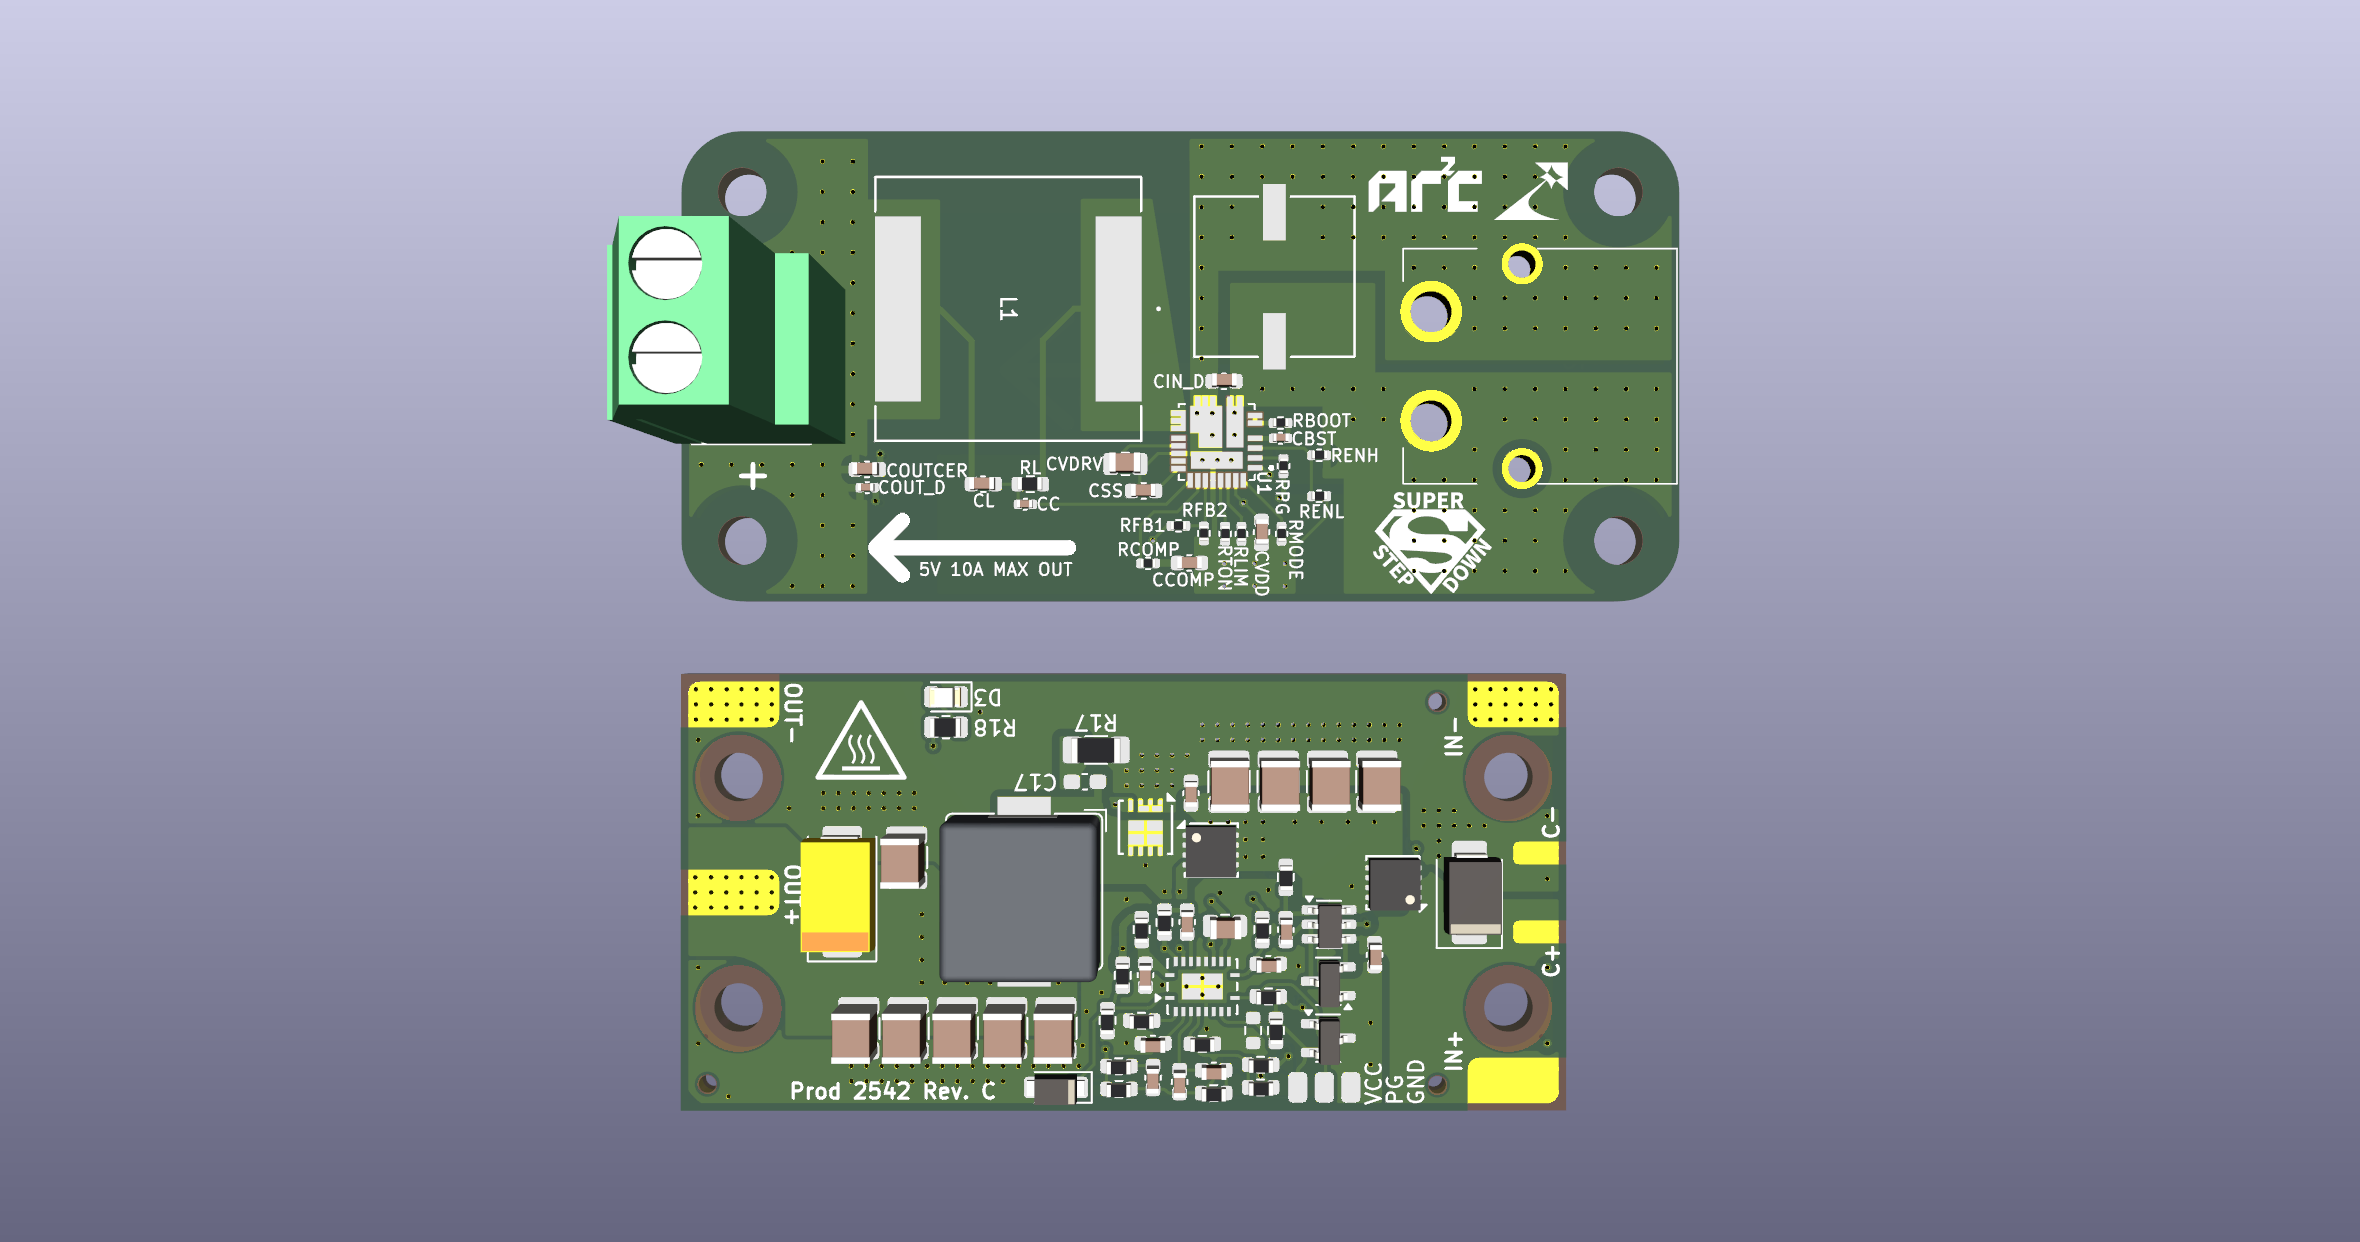 Ar2c
L1
CIN_D
RBOOT
CBST
RENH
RL
CVDRV
COUTCER
COUT_D
CL
CC
CSS
U1
RPG
RENL
RFB2
RFB1
RCOMP
CCOMP
RTON
RLIM
CVDD
RMODE
+
5V 10A MAX OUT
SUPER
S
STEP
DOWN
OUT-
D3
R18
R17
C17
IN-
C-
OUT+
C+
IN+
Prod 2542 Rev. C
VCC
PG
GND